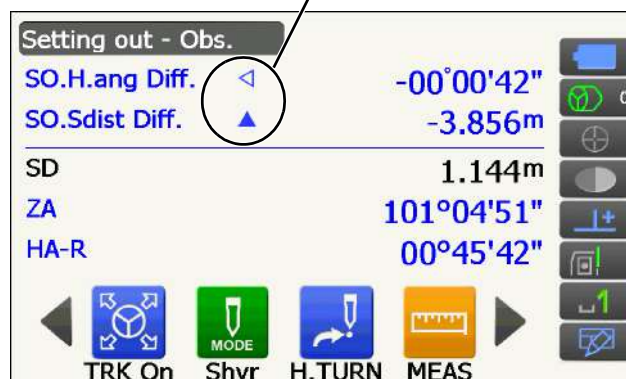 Setting out - Obs.
SO.H.ang Diff. -00°00'42"
SO.Sdist Diff. -3.856m
SD 1.144m
ZA 101°04'51"
HA-R 00°45'42"
MODE
TRK On Shvr H.TURN MEAS
1